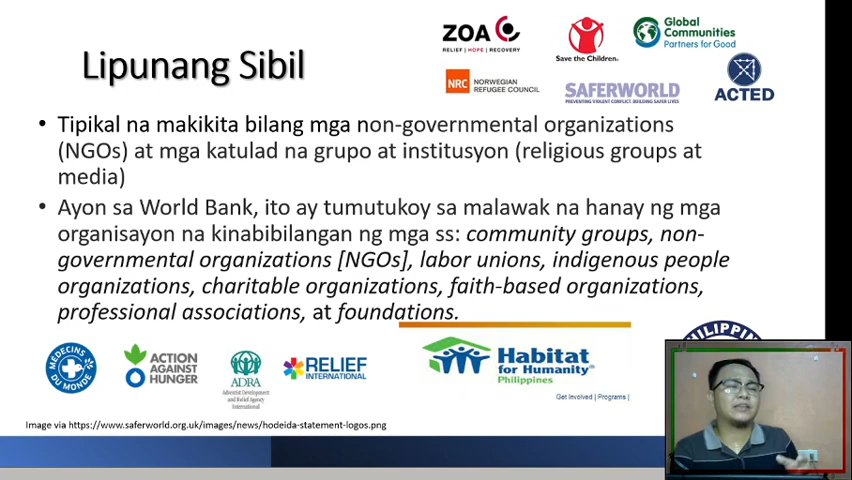 ZOA
RELIEF | HOPE | RECOVERY
Save the Children.
Global
Communities
Partners for Good
Lipunang Sibil
NRC
NORWEGIAN
REFUGEE COUNCIL
SAFERWORLD
PREVENTING VIOLENT CONFLICT. BUILDING SAFER LIVES
ACTED
• Tipikal na makikita bilang mga non-governmental organizations
(NGOs) at mga katulad na grupo at institusyon (religious groups at
media)
• Ayon sa World Bank, ito ay tumutukoy sa malawak na hanay ng mga
organisayon na kinabibilangan ng mga ss: community groups, non-
governmental organizations [NGOs], labor unions, indigenous people
organizations, charitable organizations, faith-based organizations,
professional associations, at foundations.
MÉDECINS
DU MONDE
ACTION
AGAINST
HUNGER
ADRA
Adventist Development
and Relief Agency
International
RELIEF
INTERNATIONAL
Habitat
for Humanity®
Philippines
Get Involved | Programs |
Image via https://www.saferworld.org.uk/images/news/hodeida-statement-logos.png